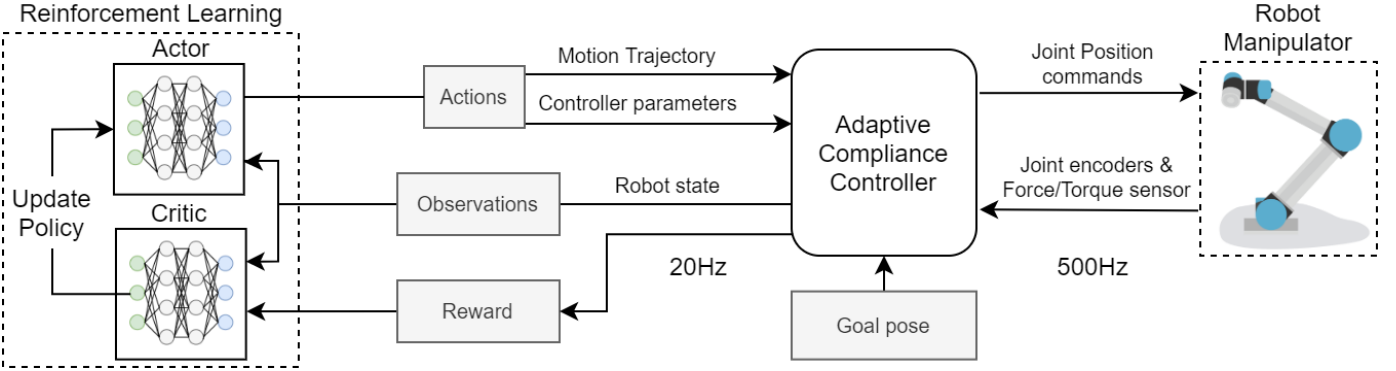 Reinforcement Learning
Actor
Update
Policy
Critic
Actions
Motion Trajectory
Controller parameters
Observations
Robot state
Reward
20Hz
Adaptive
Compliance
Controller
Goal pose
Joint Position
commands
Joint encoders &
Force/Torque sensor
500Hz
Robot
Manipulator